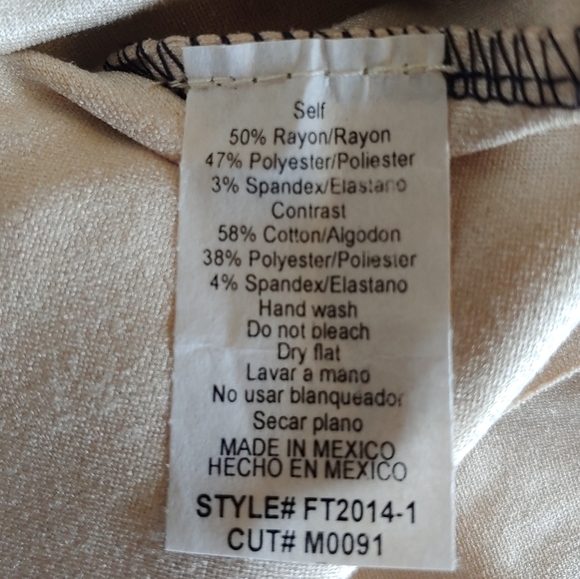 Self
50% Rayon/Rayon
47% Polyester/Poliester
3% Spandex/Elastano
Contrast
58% Cotton/Algodon
38% Polyester/Poliester
4% Spandex/Elastano
Hand wash
Do not bleach
Dry flat
Lavar a mano
No usar blanqueador
Secar plano
MADE IN MEXICO
HECHO EN MEXICO
STYLE# FT2014-1
CUT# M0091